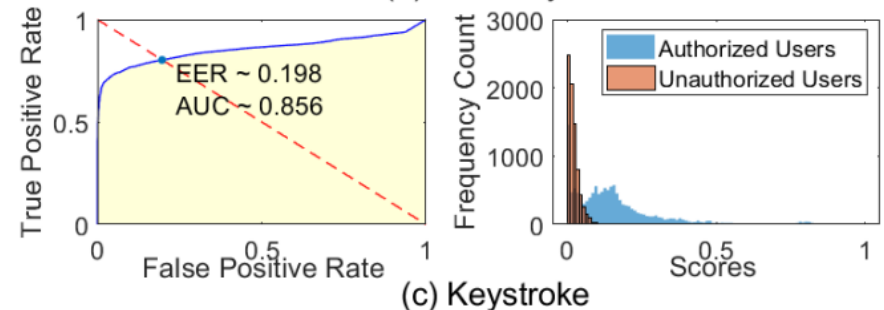 True Positive Rate
1
0.5
0
EER ~ 0.198
AUC ~ 0.856
0 0.5 1
False Positive Rate
Frequency Count
3000
2000
1000
0
Authorized Users
Unauthorized Users
0 0.5 1
Scores
(c) Keystroke